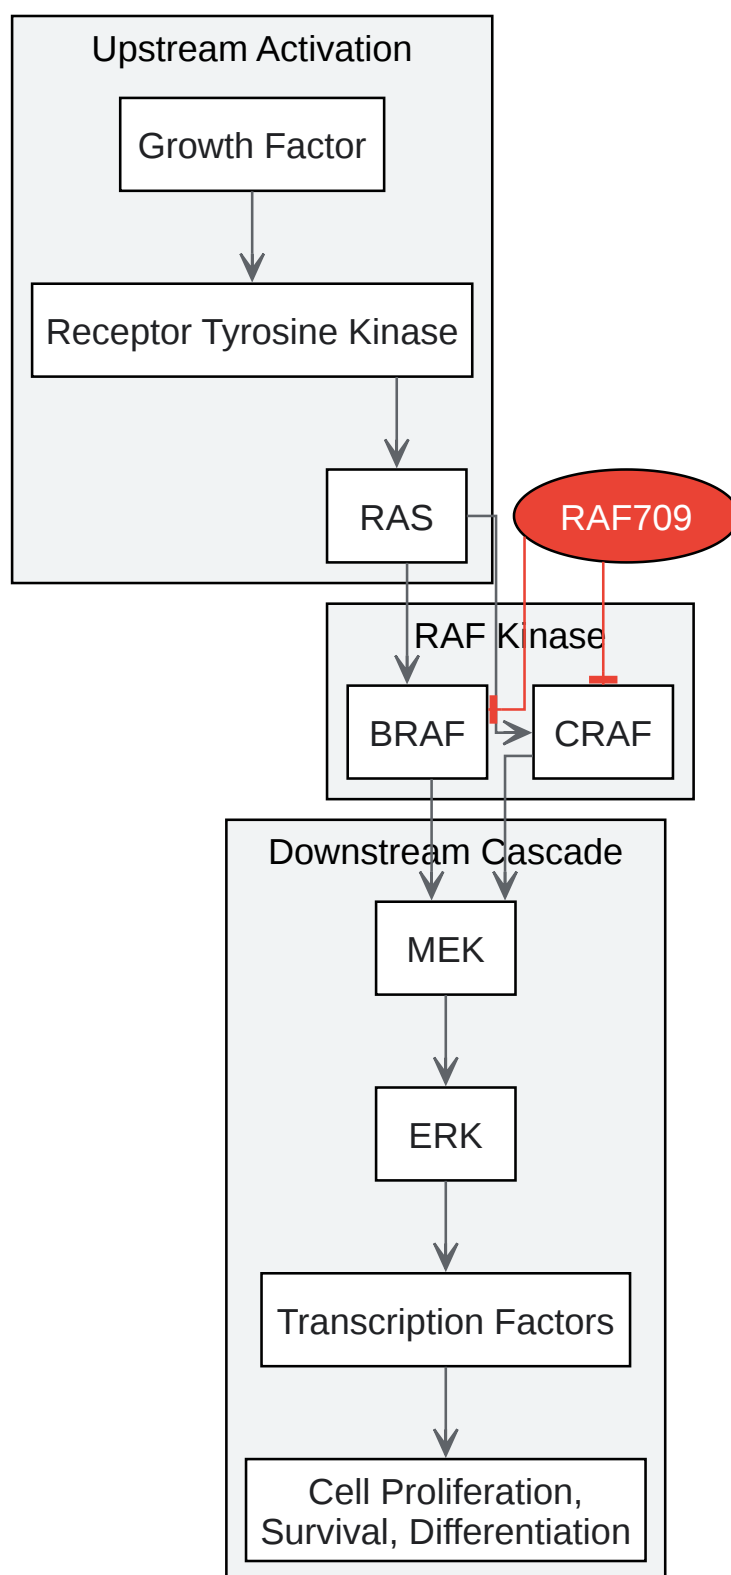 Upstream Activation
Growth Factor
Receptor Tyrosine Kinase
RAS
RAF709
RAF Kinase
BRAF
CRAF
Downstream Cascade
MEK
ERK
Transcription Factors
Cell Proliferation,
Survival, Differentiation